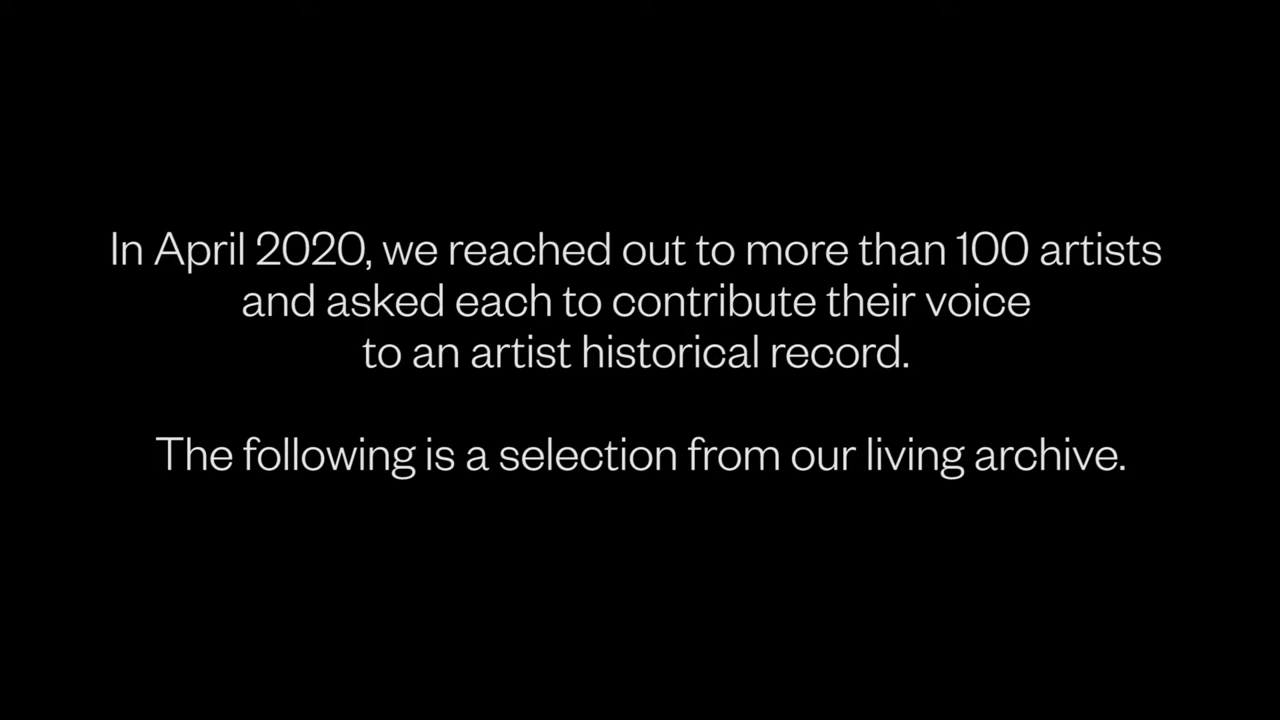 In April 2020, we reached out to more than 100 artists
and asked each to contribute their voice
to an artist historical record.
The following is a selection from our living archive.